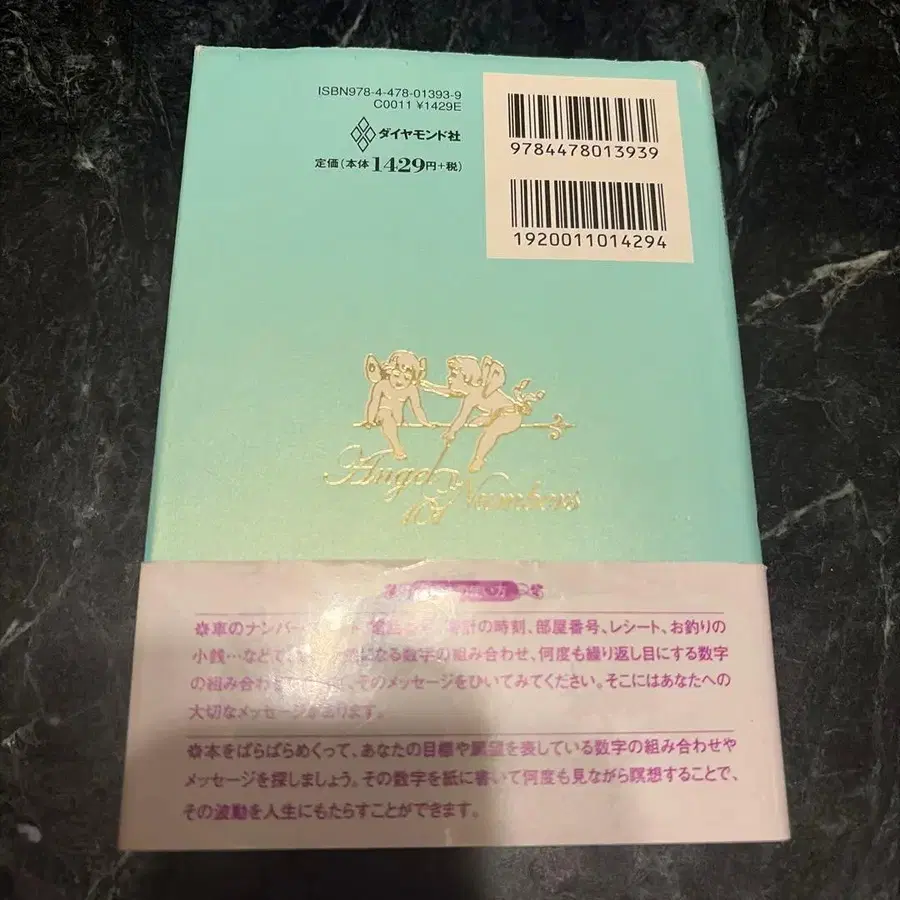 ISBN978-4-478-01393-9
C0011 ¥1429E
ダイヤモンド社
定価(本体1429円+税)
9784478013939
1920011014294
Angel
Numbers
101
い方
✵車のナンバー の時刻、部屋番号、レシート、お釣りの
小銭…など になる数字の組み合わせ、何度も繰り返し目にする数字
の組み合わ 、そのメッセージをひいてみてください。そこにはあなたへの
大切なメッセージがあります。
✵本をぱらぱらめくって、あなたの目標や願望を表している数字の組み合わせや
メッセージを探しましょう。その数字を紙に書いて何度も見ながら瞑想することで、
その波動を人生にもたらすことができます。